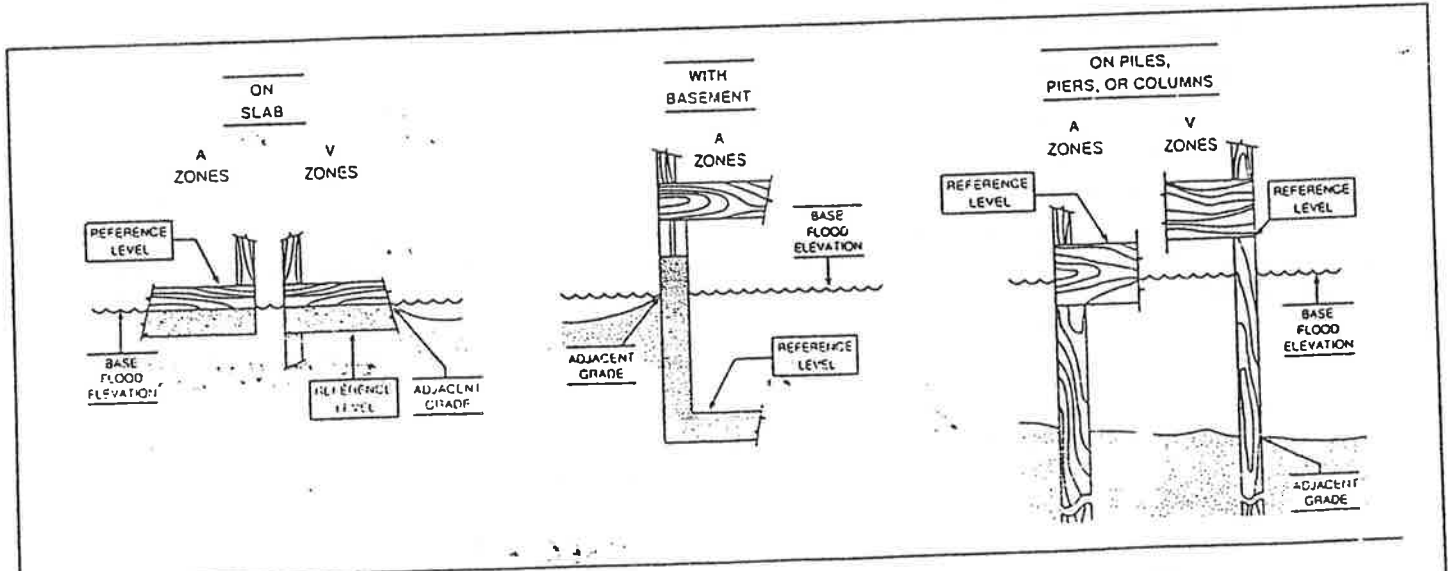 ON
SLAB
A
ZONES
V
ZONES
REFERENCE
LEVEL
BASE
FLOOD
ELEVATION
REFERENCE
LEVEL
ADJACENT
GRADE
WITH
BASEMENT
A
ZONES
BASE
FLOOD
ELEVATION
ADJACENT
GRADE
REFERENCE
LEVEL
ON PILES,
PIERS, OR COLUMNS
A
ZONES
V
ZONES
REFERENCE
LEVEL
REFERENCE
LEVEL
BASE
FLOOD
ELEVATION
ADJACENT
GRADE